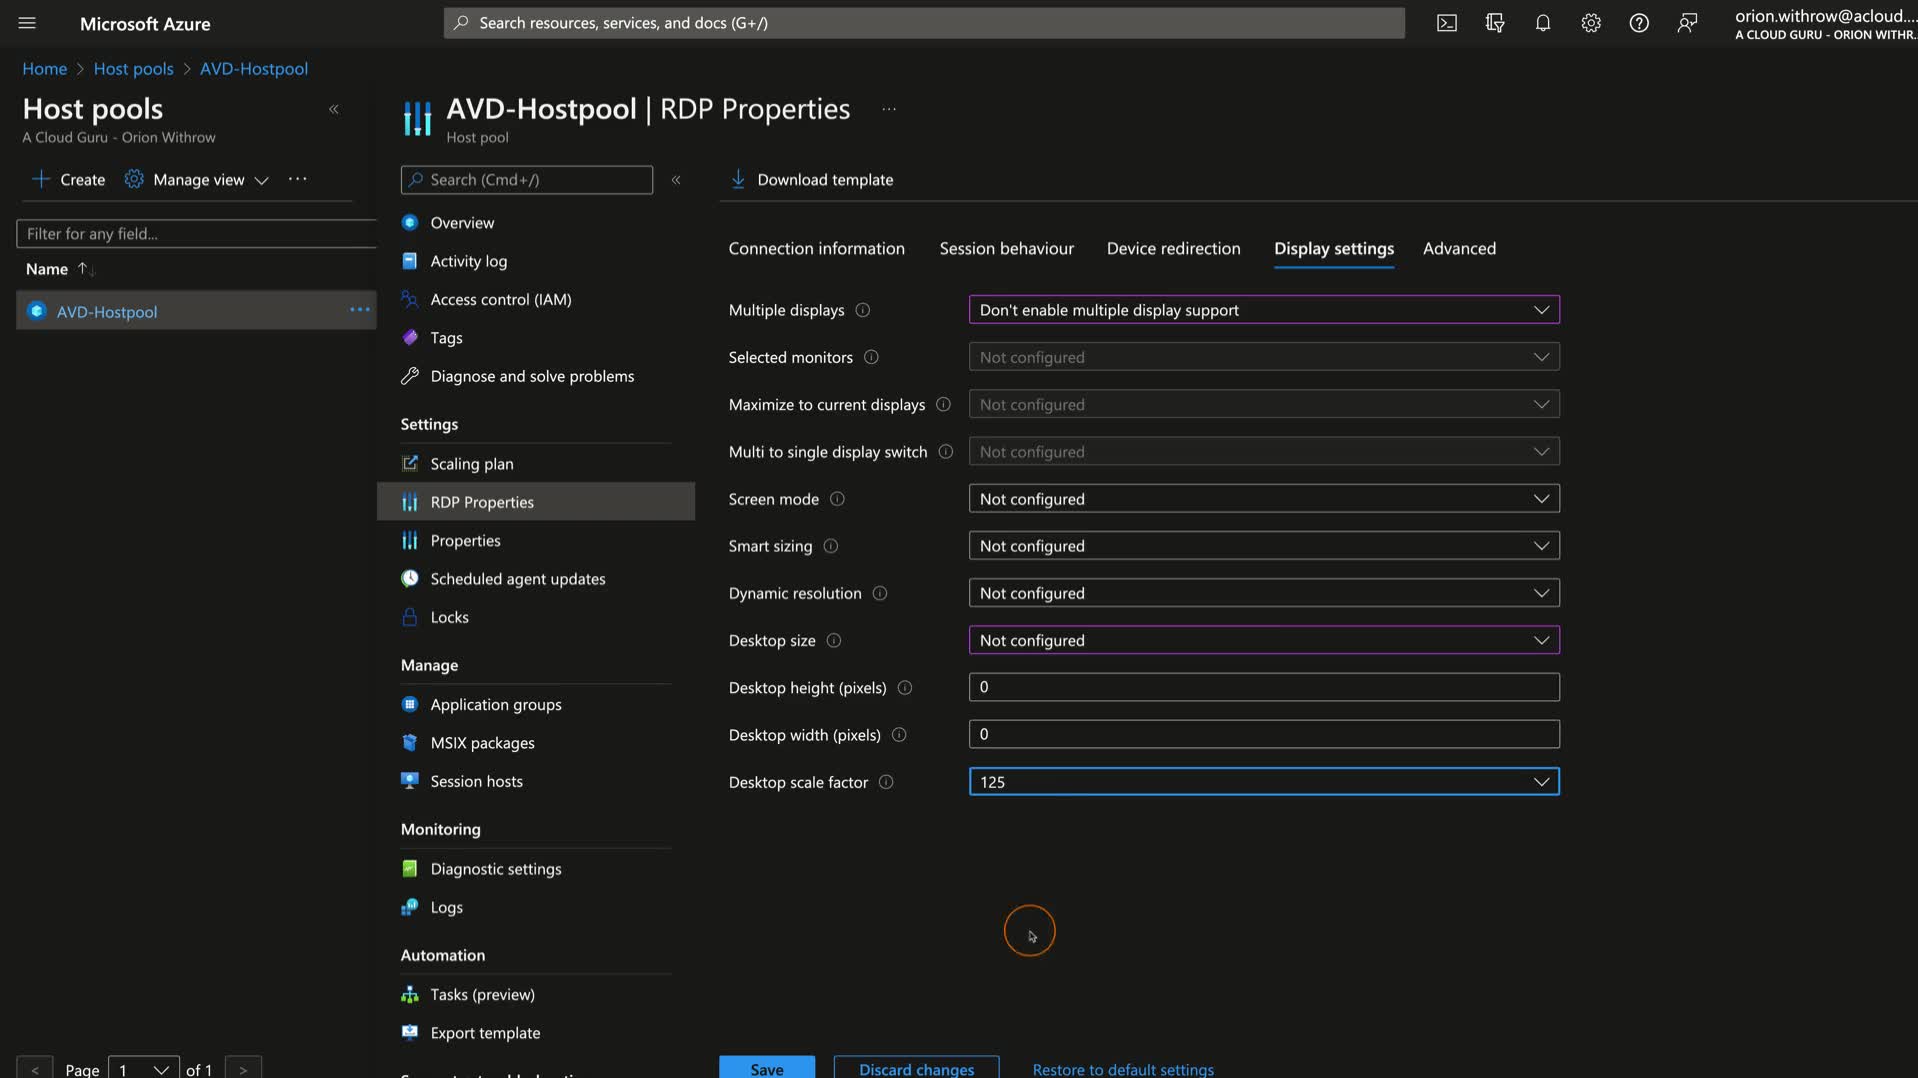 Microsoft Azure
Search resources, services, and docs (G+/)
orion.withrow@acloud....
A CLOUD GURU - ORION WITHR...
Home > Host pools > AVD-Hostpool
Host pools
A Cloud Guru - Orion Withrow
Create
Manage view
Filter for any field...
Name
AVD-Hostpool
Page 1 of 1
AVD-Hostpool | RDP Properties
Host pool
Search (Cmd+/)
Overview
Activity log
Access control (IAM)
Tags
Diagnose and solve problems
Settings
Scaling plan
RDP Properties
Properties
Scheduled agent updates
Locks
Manage
Application groups
MSIX packages
Session hosts
Monitoring
Diagnostic settings
Logs
Automation
Tasks (preview)
Export template
Download template
Connection information
Session behaviour
Device redirection
Display settings
Advanced
Multiple displays
Don't enable multiple display support
Selected monitors
Not configured
Maximize to current displays
Not configured
Multi to single display switch
Not configured
Screen mode
Not configured
Smart sizing
Not configured
Dynamic resolution
Not configured
Desktop size
Not configured
Desktop height (pixels)
0
Desktop width (pixels)
0
Desktop scale factor
125
Save
Discard changes
Restore to default settings